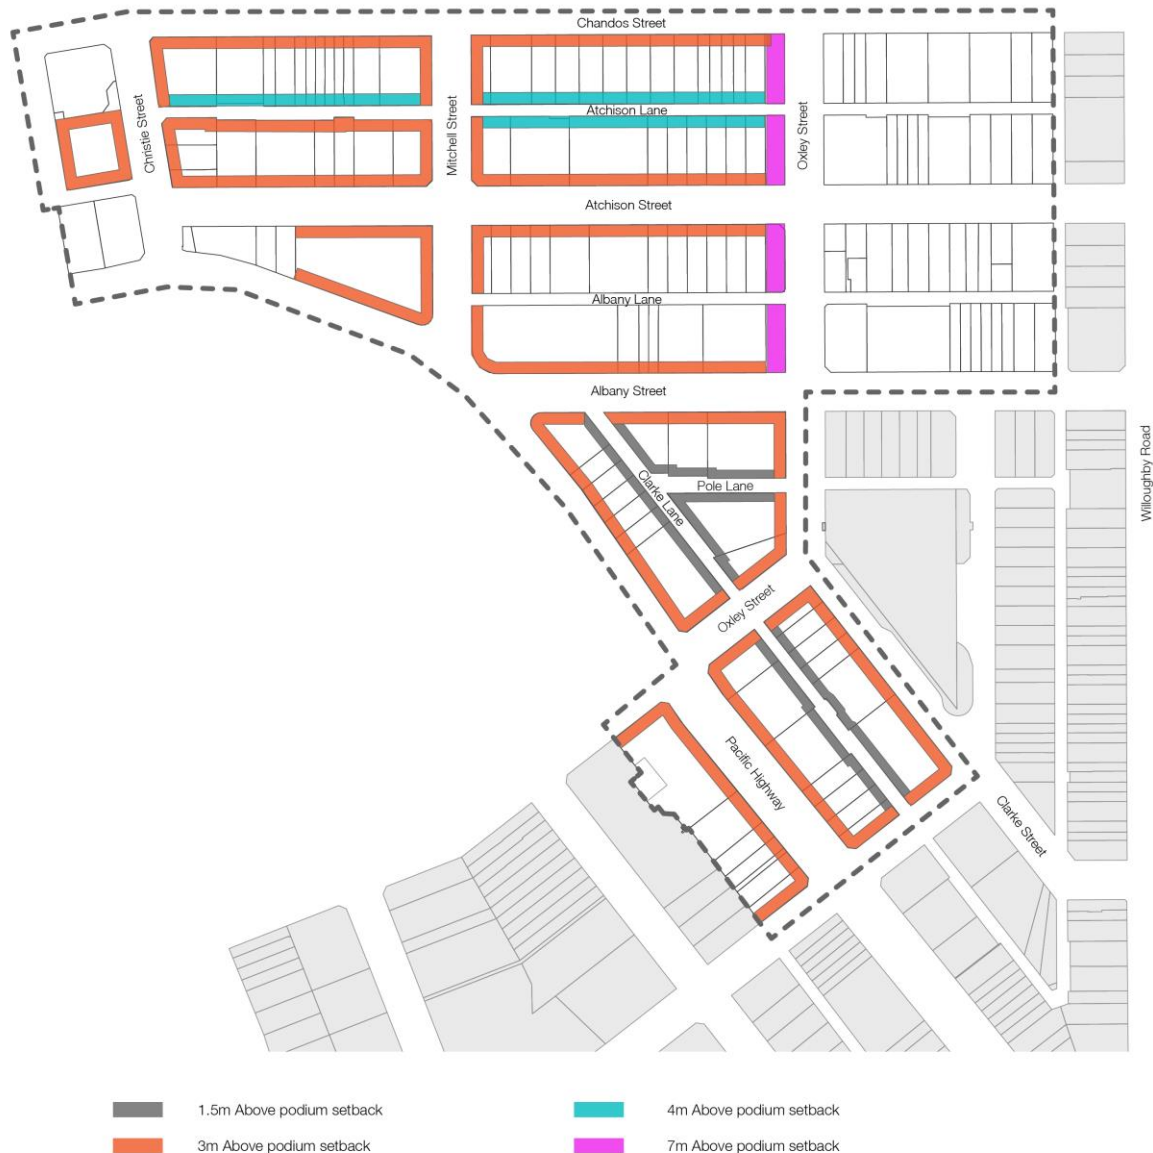 Chandos Street
Christie Street
Mitchell Street
Atchison Lane
Oxley Street
Atchison Street
Albany Lane
Albany Street
Willoughby Road
Clarke Lane
Pole Lane
Oxley Street
Pacific Highway
Clarke Street
1.5m Above podium setback
4m Above podium setback
3m Above podium setback
7m Above podium setback